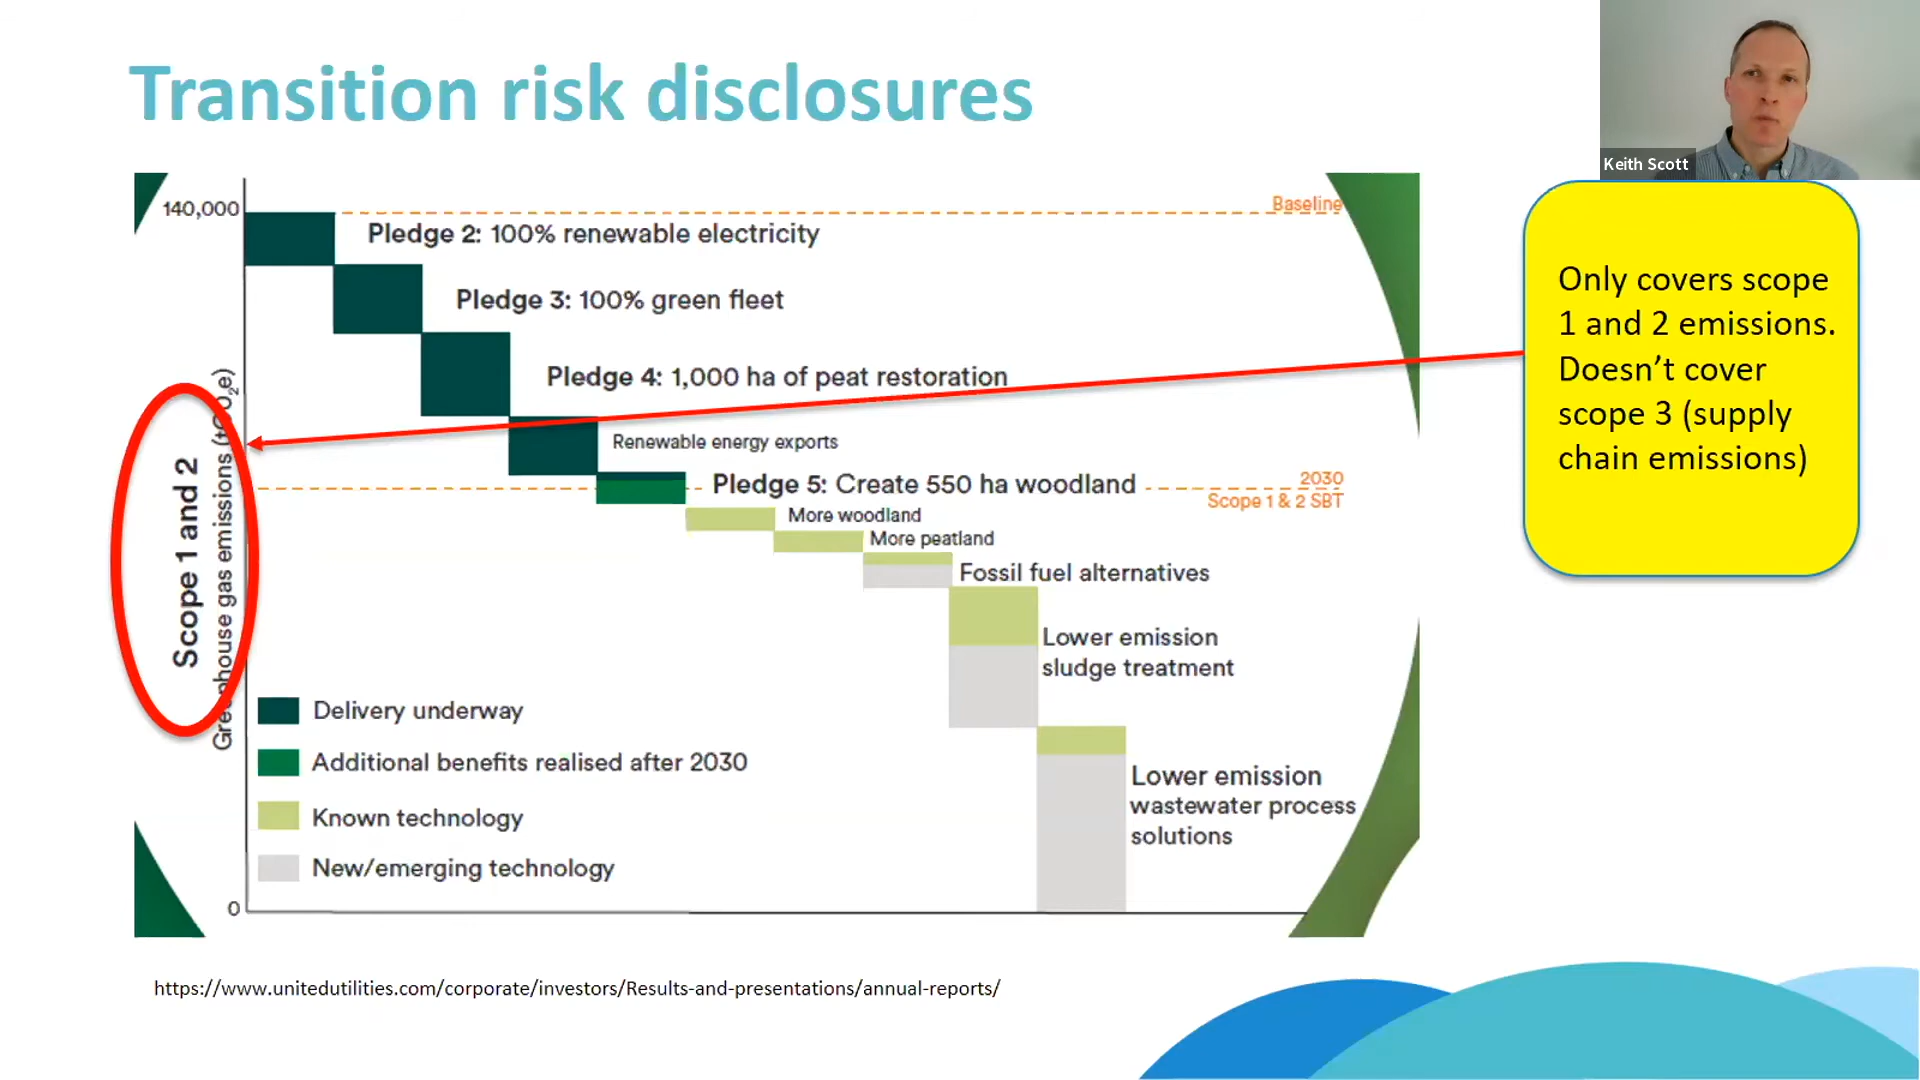 Transition risk disclosures
Keith Scott
140,000
Baseline
Pledge 2: 100% renewable electricity
Pledge 3: 100% green fleet
Pledge 4: 1,000 ha of peat restoration
Renewable energy exports
Pledge 5: Create 550 ha woodland
2030
Scope 1 & 2 SBT
More woodland
More peatland
Fossil fuel alternatives
Lower emission
sludge treatment
Lower emission
wastewater process
solutions
Scope 1 and 2
Greenhouse gas emissions (tCO₂e)
Delivery underway
Additional benefits realised after 2030
Known technology
New/emerging technology
0
Only covers scope
1 and 2 emissions.
Doesn’t cover
scope 3 (supply
chain emissions)
https://www.unitedutilities.com/corporate/investors/Results-and-presentations/annual-reports/